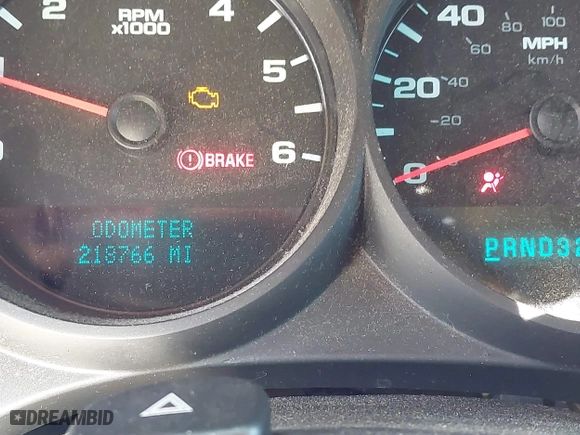 2 4 5 6
RPM
x1000
BRAKE
ODOMETER
218766 MI
0 20 40
20 40 60 80 100
MPH
km/h
PRND32
DREAMBID